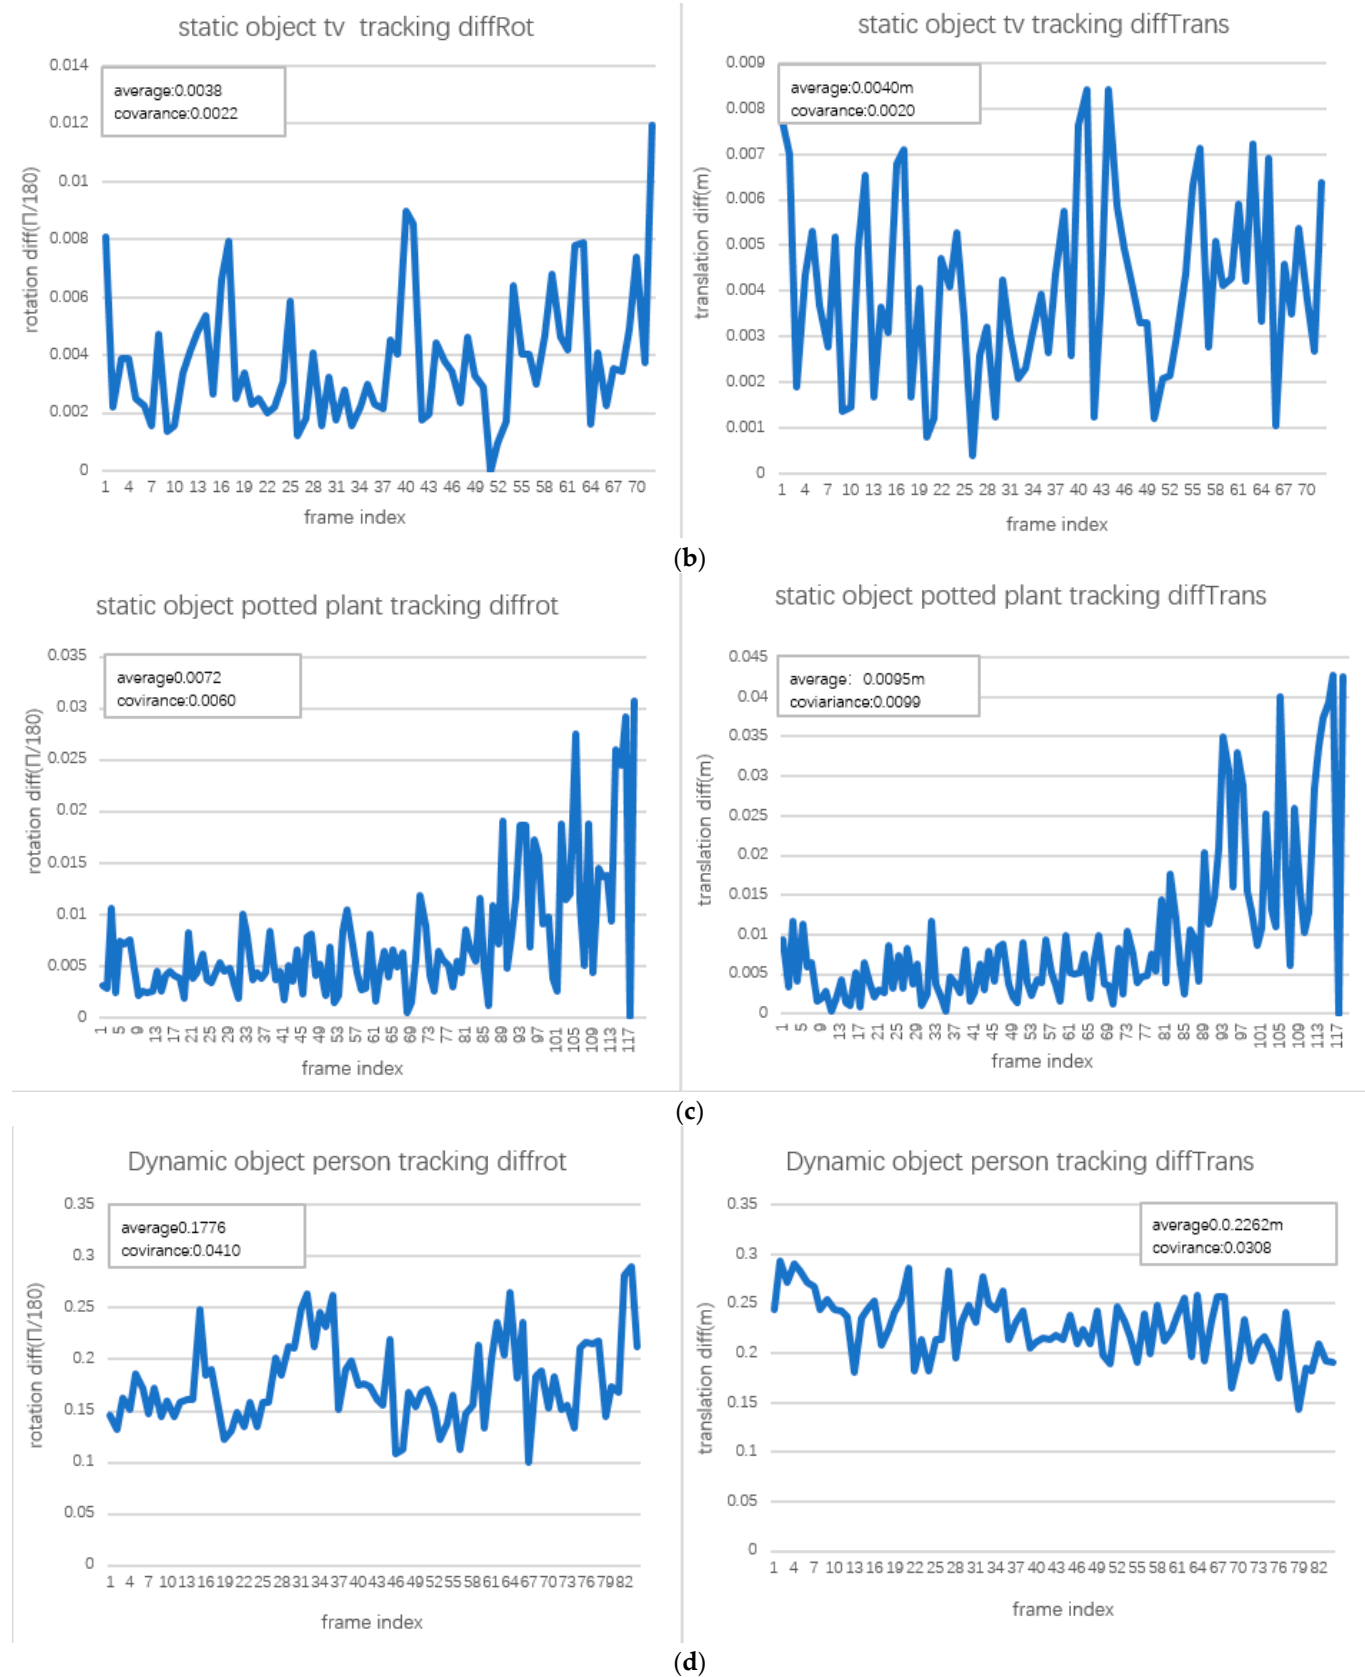 static object tv tracking diffRot
0.014
0.012
0.01
0.008
0.006
0.004
0.002
0
average:0.0038
covarance:0.0022
rotation diff(Π/180)
1 4 7 10 13 16 19 22 25 28 31 34 37 40 43 46 49 52 55 58 61 64 67 70
frame index
static object tv tracking diffTrans
0.009
0.008
0.007
0.006
0.005
0.004
0.003
0.002
0.001
0
average:0.0040m
covarance:0.0020
translation diff(m)
1 4 7 10 13 16 19 22 25 28 31 34 37 40 43 46 49 52 55 58 61 64 67 70
frame index
(b)
static object potted plant tracking diffrot
0.035
0.03
0.025
0.02
0.015
0.01
0.005
0
average0.0072
covirance:0.0060
rotation diff(Π/180)
1 5 9 13 17 21 25 29 33 37 41 45 49 53 57 61 65 69 73 77 81 85 89 93 97 101 105 109 113 117
frame index
static object potted plant tracking diffTrans
0.045
0.04
0.035
0.03
0.025
0.02
0.015
0.01
0.005
0
average: 0.0095m
coviariance:0.0099
translation diff(m)
1 5 9 13 17 21 25 29 33 37 41 45 49 53 57 61 65 69 73 77 81 85 89 93 97 101 105 109 113 117
frame index
(c)
Dynamic object person tracking diffrot
0.35
0.3
0.25
0.2
0.15
0.1
0.05
0
average0.1776
covirance:0.0410
rotation diff(Π/180)
1 4 7 10 13 16 19 22 25 28 31 34 37 40 43 46 49 52 55 58 61 64 67 70 73 76 79 82
frame index
Dynamic object person tracking diffTrans
0.35
0.3
0.25
0.2
0.15
0.1
0.05
0
average0.0.2262m
covirance:0.0308
translation diff(m)
1 4 7 10 13 16 19 22 25 28 31 34 37 40 43 46 49 52 55 58 61 64 67 70 73 76 79 82
frame index
(d)